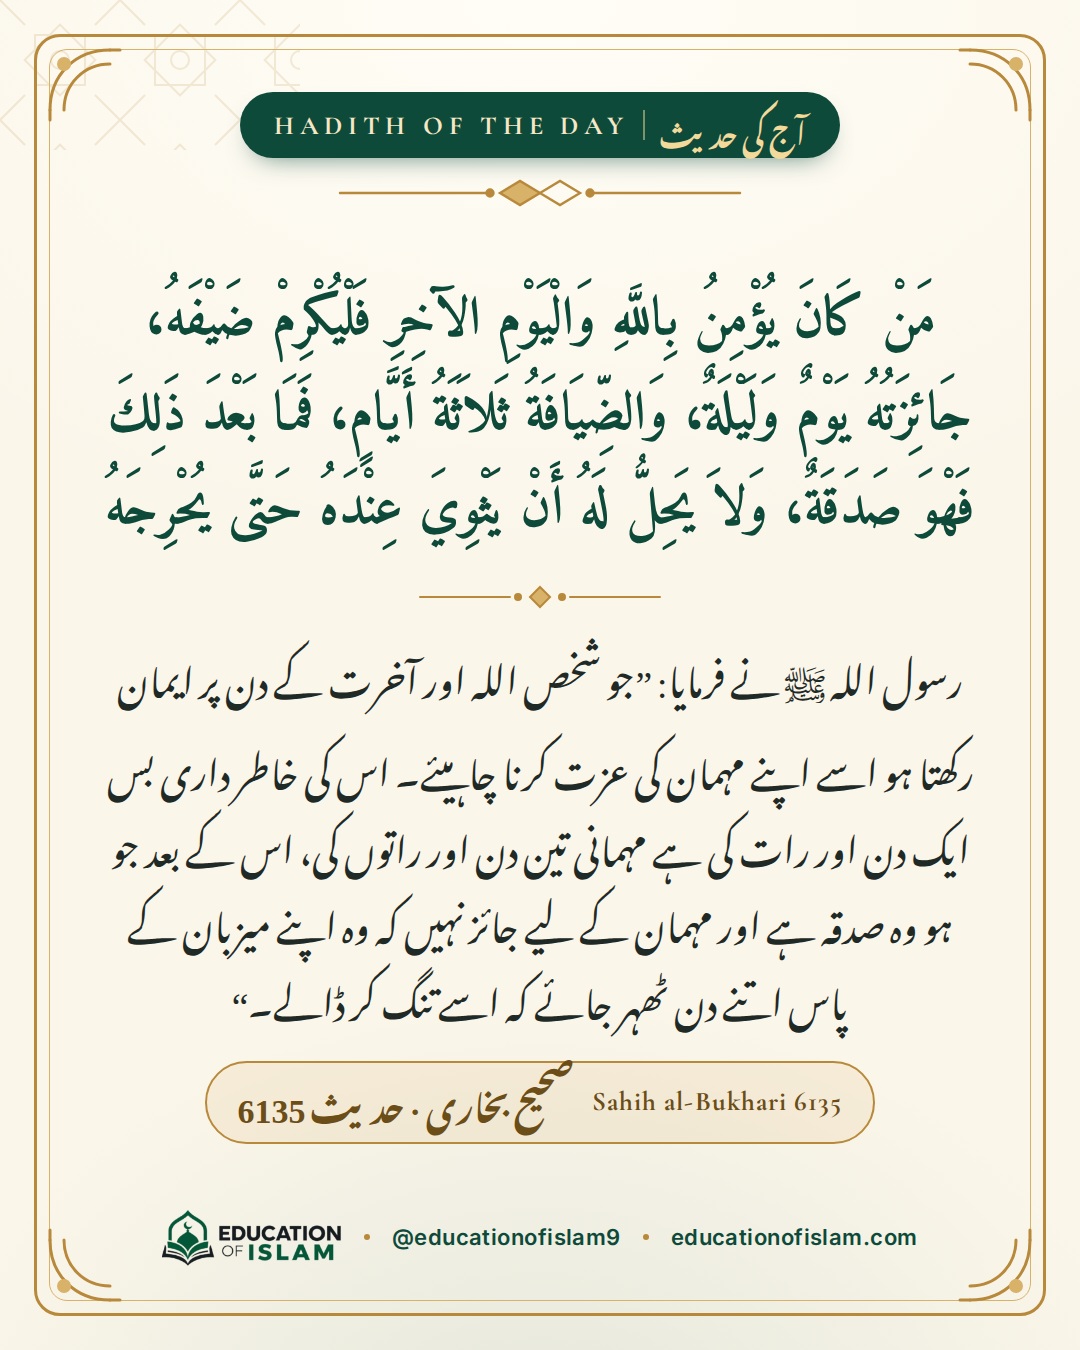 HADITH OF THE DAY | آج کی حدیث
مَنْ كَانَ يُؤْمِنُ بِاللَّهِ وَالْيَوْمِ الآخِرِ فَلْيُكْرِمْ ضَيْفَهُ،
جَائِزَتُهُ يَوْمٌ وَلَيْلَةٌ، وَالضِّيَافَةُ ثَلاَثَةُ أَيَّامٍ، فَمَا بَعْدَ ذَلِكَ
فَهْوَ صَدَقَةٌ، وَلاَ يَحِلُّ لَهُ أَنْ يَثْوِيَ عِنْدَهُ حَتَّى يُحْرِجَهُ
رسول اللہ ﷺ نے فرمایا: ”جو شخص اللہ اور آخرت کے دن پر ایمان
رکھتا ہو اسے اپنے مہمان کی عزت کرنا چاہیئے۔ اس کی خاطر داری بس
ایک دن اور رات کی ہے مہمانی تین دن اور راتوں کی، اس کے بعد جو
ہو وہ صدقہ ہے اور مہمان کے لیے جائز نہیں کہ وہ اپنے میزبان کے
پاس اتنے دن ٹھہر جائے کہ اسے تنگ کر ڈالے۔“
صحیح بخاری · حدیث 6135 Sahih al-Bukhari 6135
EDUCATION OF ISLAM • @educationofislam9 • educationofislam.com